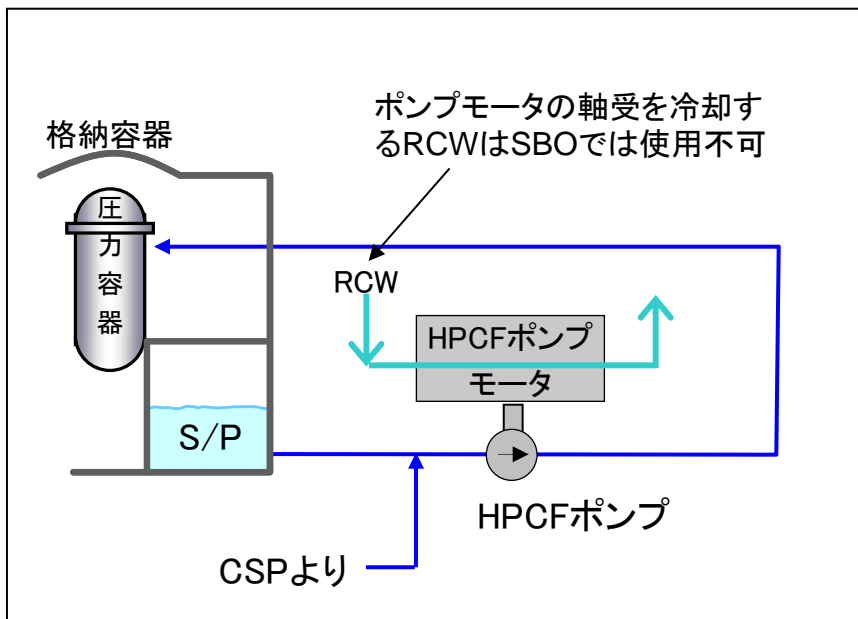 ポンプモータの軸受を冷却す
るRCWはSBOでは使用不可
格納容器
圧力容器
RCW
HPCFポンプ
モータ
S/P
HPCFポンプ
CSPより